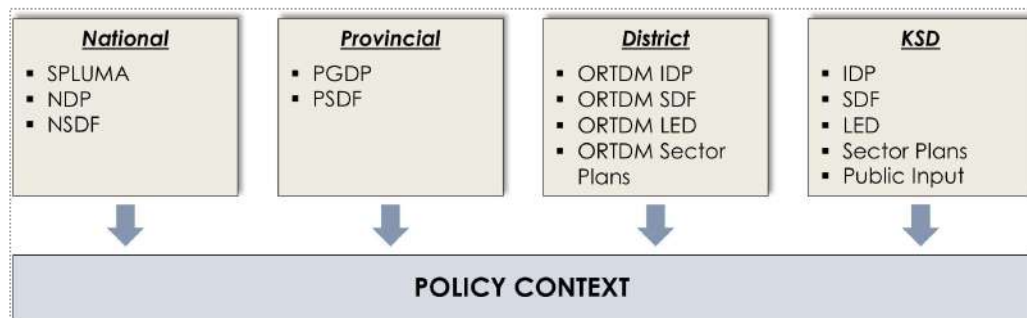 National
▪ SPLUMA
▪ NDP
▪ NSDF
Provincial
▪ PGDP
▪ PSDF
District
▪ ORTDM IDP
▪ ORTDM SDF
▪ ORTDM LED
▪ ORTDM Sector
Plans
KSD
▪ IDP
▪ SDF
▪ LED
▪ Sector Plans
▪ Public Input
POLICY CONTEXT